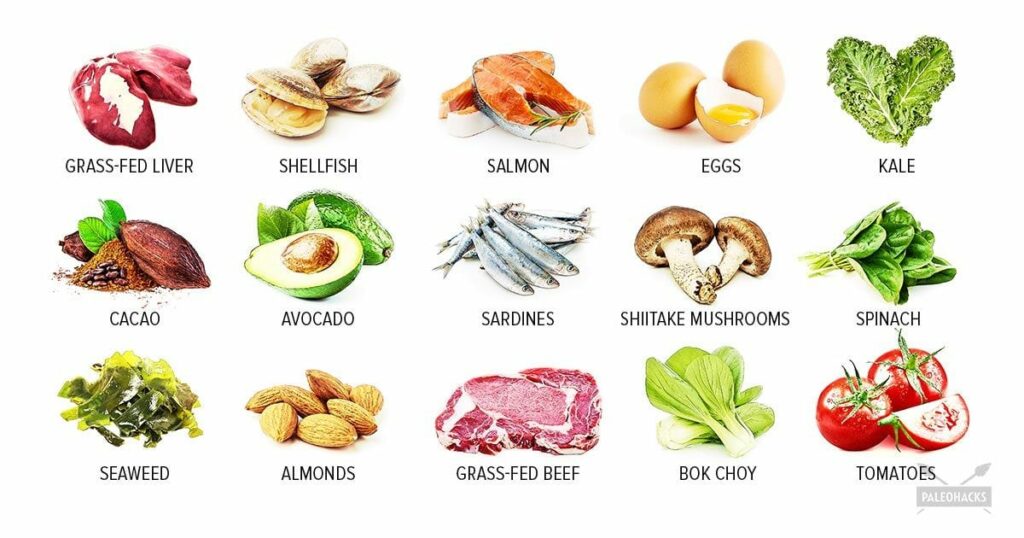 GRASS-FED LIVER
SHELLFISH
SALMON
EGGS
KALE
CACAO
AVOCADO
SARDINES
SHIITAKE MUSHROOMS
SPINACH
SEAWEED
ALMONDS
GRASS-FED BEEF
BOK CHOY
TOMATOES
PALEOHACKS